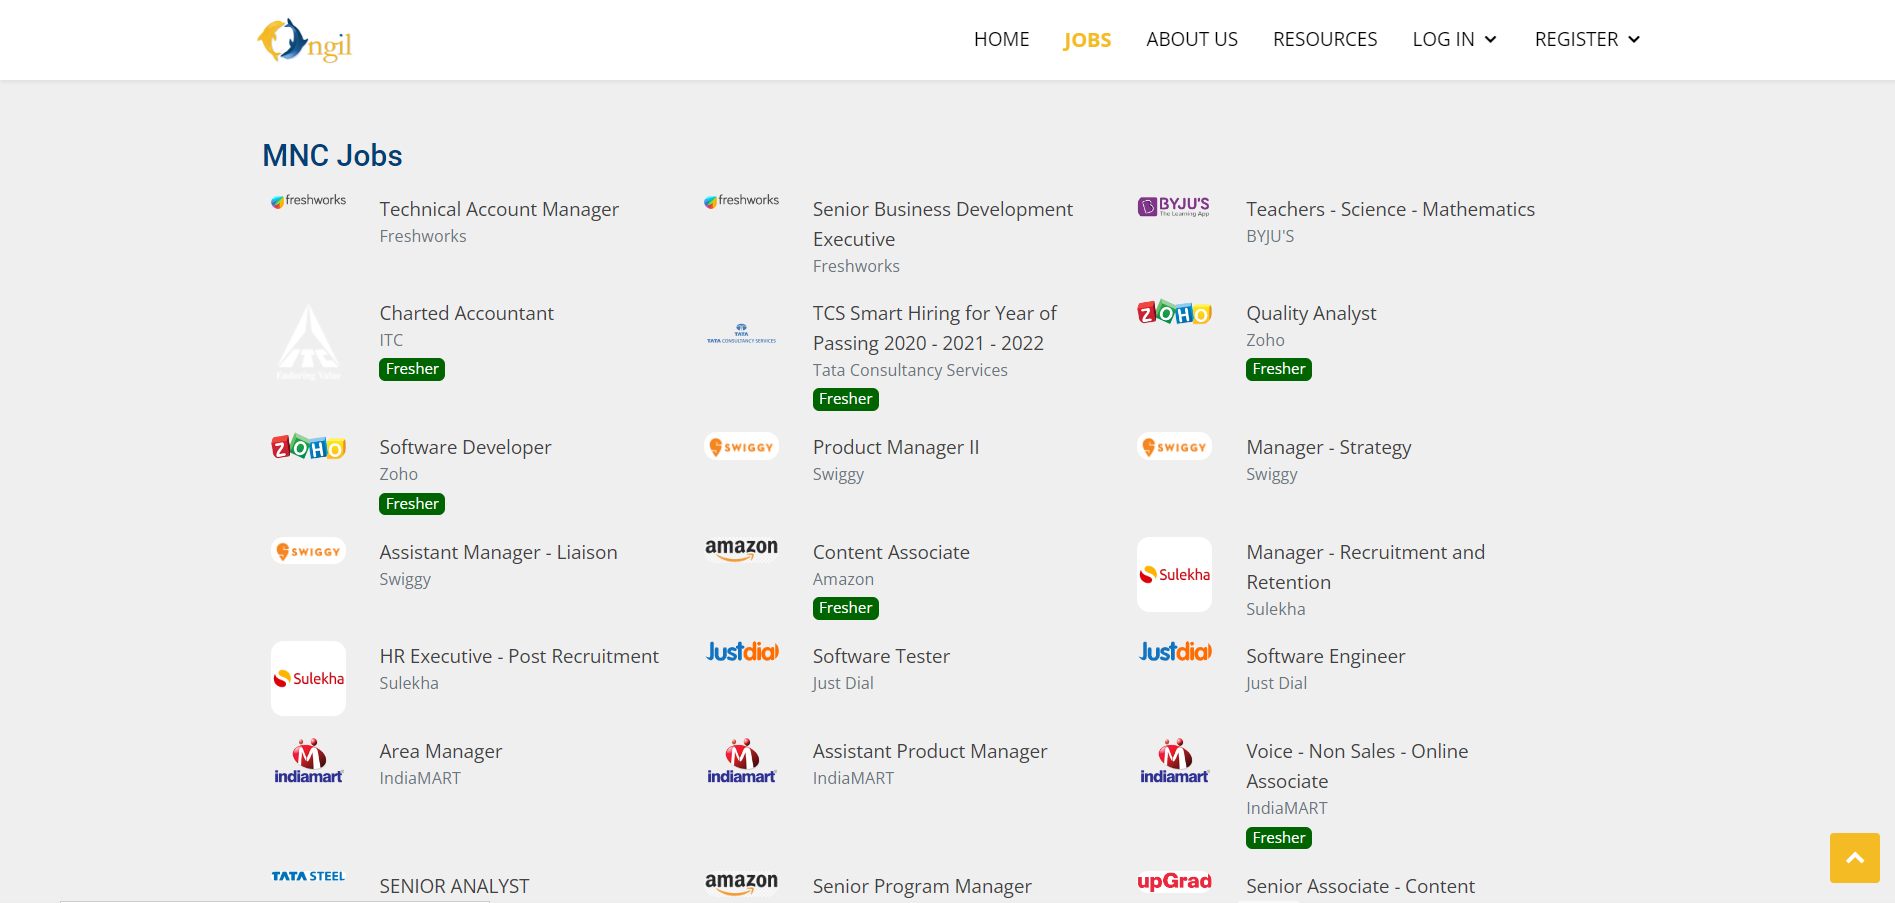 ngil
HOME JOBS ABOUT US RESOURCES LOG IN REGISTER
MNC Jobs
freshworks
Technical Account Manager
Freshworks
freshworks
Senior Business Development
Executive
Freshworks
BYJU'S
The Learning App
Teachers - Science - Mathematics
BYJU'S
Enduring Value
Charted Accountant
ITC
Fresher
TATA
TATA CONSULTANCY SERVICES
TCS Smart Hiring for Year of
Passing 2020 - 2021 - 2022
Tata Consultancy Services
Fresher
ZOHO
Quality Analyst
Zoho
Fresher
ZOHO
Software Developer
Zoho
Fresher
SWIGGY
Product Manager II
Swiggy
SWIGGY
Manager - Strategy
Swiggy
SWIGGY
Assistant Manager - Liaison
Swiggy
amazon
Content Associate
Amazon
Fresher
Sulekha
Manager - Recruitment and
Retention
Sulekha
Sulekha
HR Executive - Post Recruitment
Sulekha
Justdial
Software Tester
Just Dial
Justdial
Software Engineer
Just Dial
indiamart
Area Manager
IndiaMART
indiamart
Assistant Product Manager
IndiaMART
indiamart
Voice - Non Sales - Online
Associate
IndiaMART
Fresher
TATA STEEL
SENIOR ANALYST
amazon
Senior Program Manager
upGrad
Senior Associate - Content